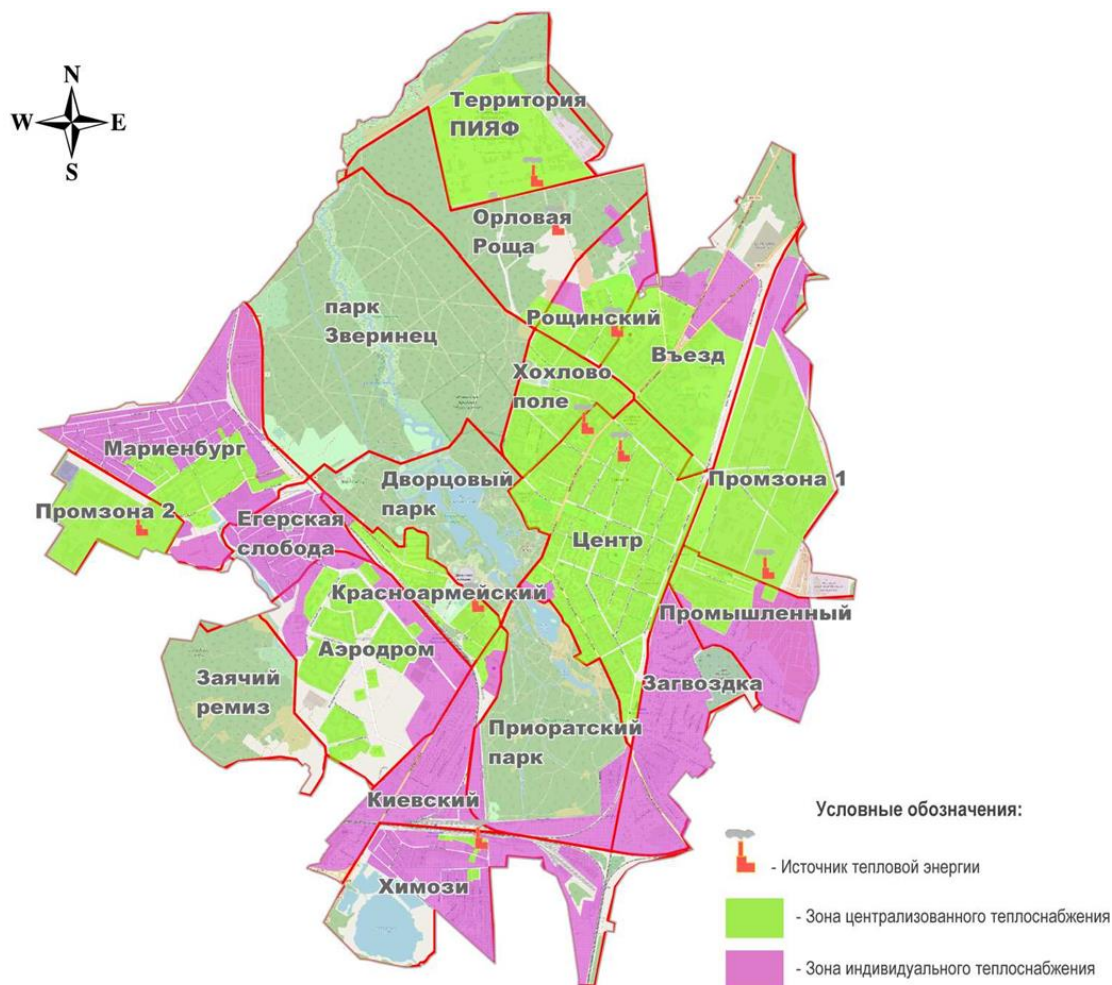 N
W E
S
Территория
ПИЯФ
Орловая
Роща
парк
Зверинец
Рощинский
Въезд
Хохлово
поле
Мариенбург
Дворцовый
парк
Промзона 1
Промзона 2
Егерская
слобода
Центр
Красноармейский
Промышленный
Аэродром
Заячий
ремиз
Загвоздка
Приоратский
парк
Киевский
Химози
Условные обозначения:
- Источник тепловой энергии
- Зона централизованного теплоснабжения
- Зона индивидуального теплоснабжения